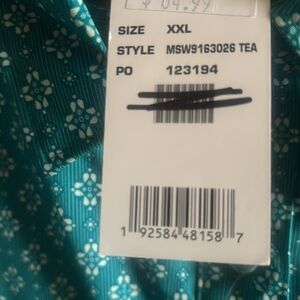 SIZE XXL
STYLE MSW9163026 TEA
PO 123194
1 92584 48158 7